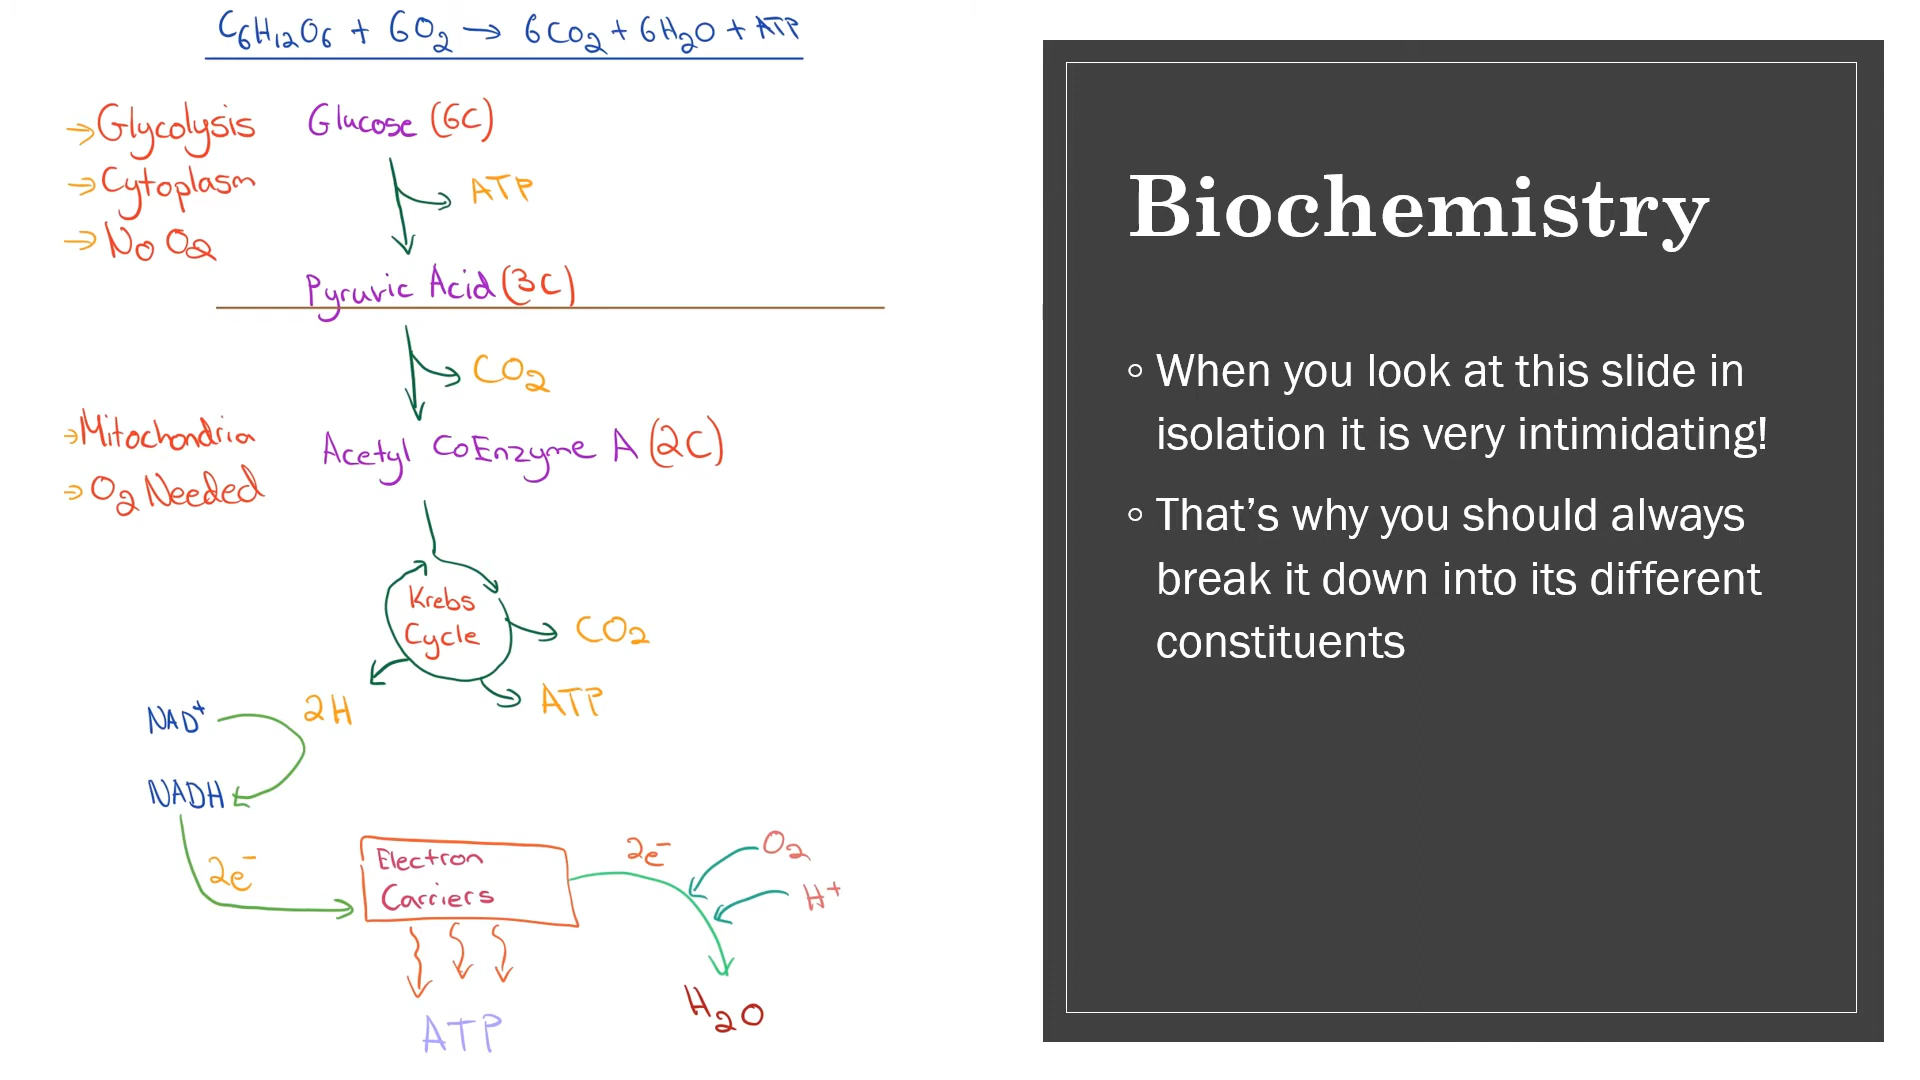 C6H12O6 + 6O2 → 6CO2 + 6H2O + ATP
→ Glycolysis
→ Cytoplasm
→ No O2
Glucose (6C)
ATP
Pyruvic Acid (3C)
CO2
→ Mitochondria
→ O2 Needed
Acetyl CoEnzyme A (2C)
Krebs
Cycle
CO2
ATP
2H
NAD+
NADH
2e-
Electron
Carriers
2e-
O2
H+
H2O
ATP
Biochemistry
◦ When you look at this slide in
isolation it is very intimidating!
◦ That’s why you should always
break it down into its different
constituents